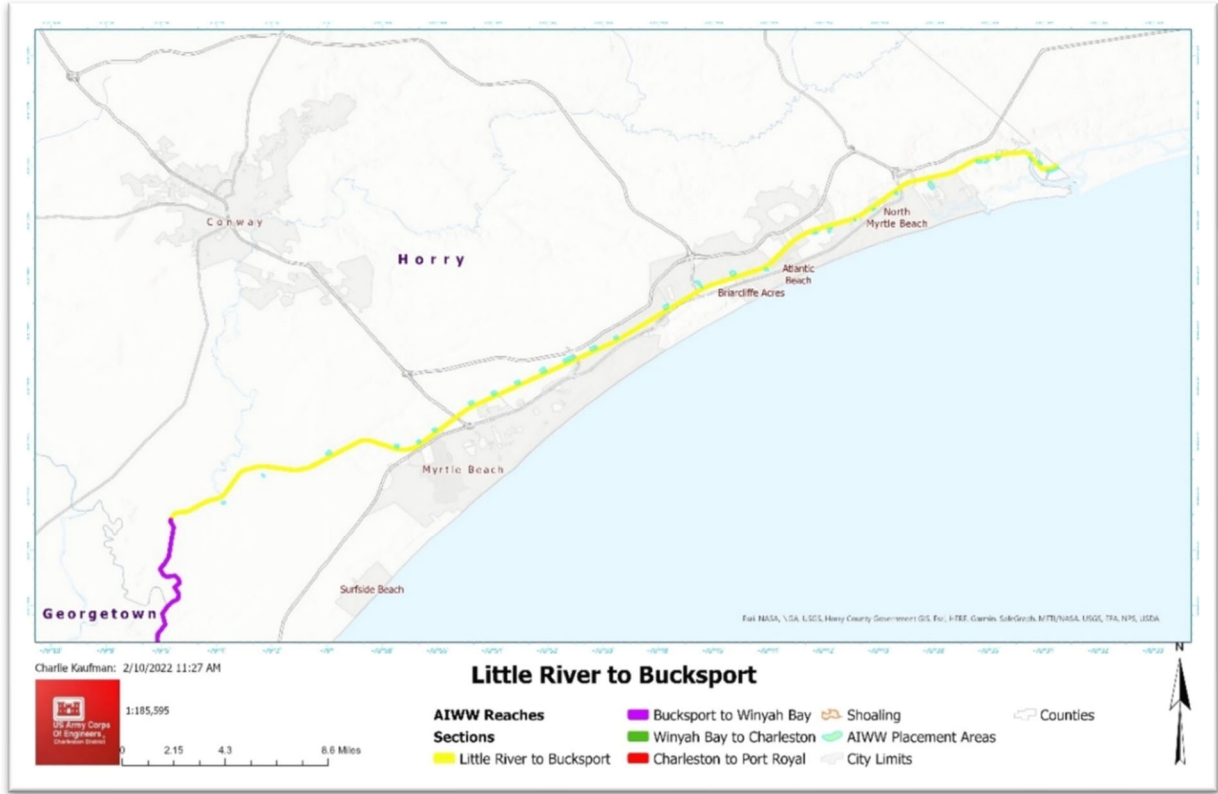 Conway
Horry
North
Myrtle Beach
Atlantic
Beach
Briarcliffe Acres
Myrtle Beach
Surfside Beach
Georgetown
N
Charlie Kaufman: 2/10/2022 11:27 AM
Little River to Bucksport
US Army Corps
Of Engineers
Charleston District
1:185,595
0 2.15 4.3 8.6 Miles
AIWW Reaches
Sections
Little River to Bucksport
Bucksport to Winyah Bay
Winyah Bay to Charleston
Charleston to Port Royal
Shoaling
AIWW Placement Areas
City Limits
Counties